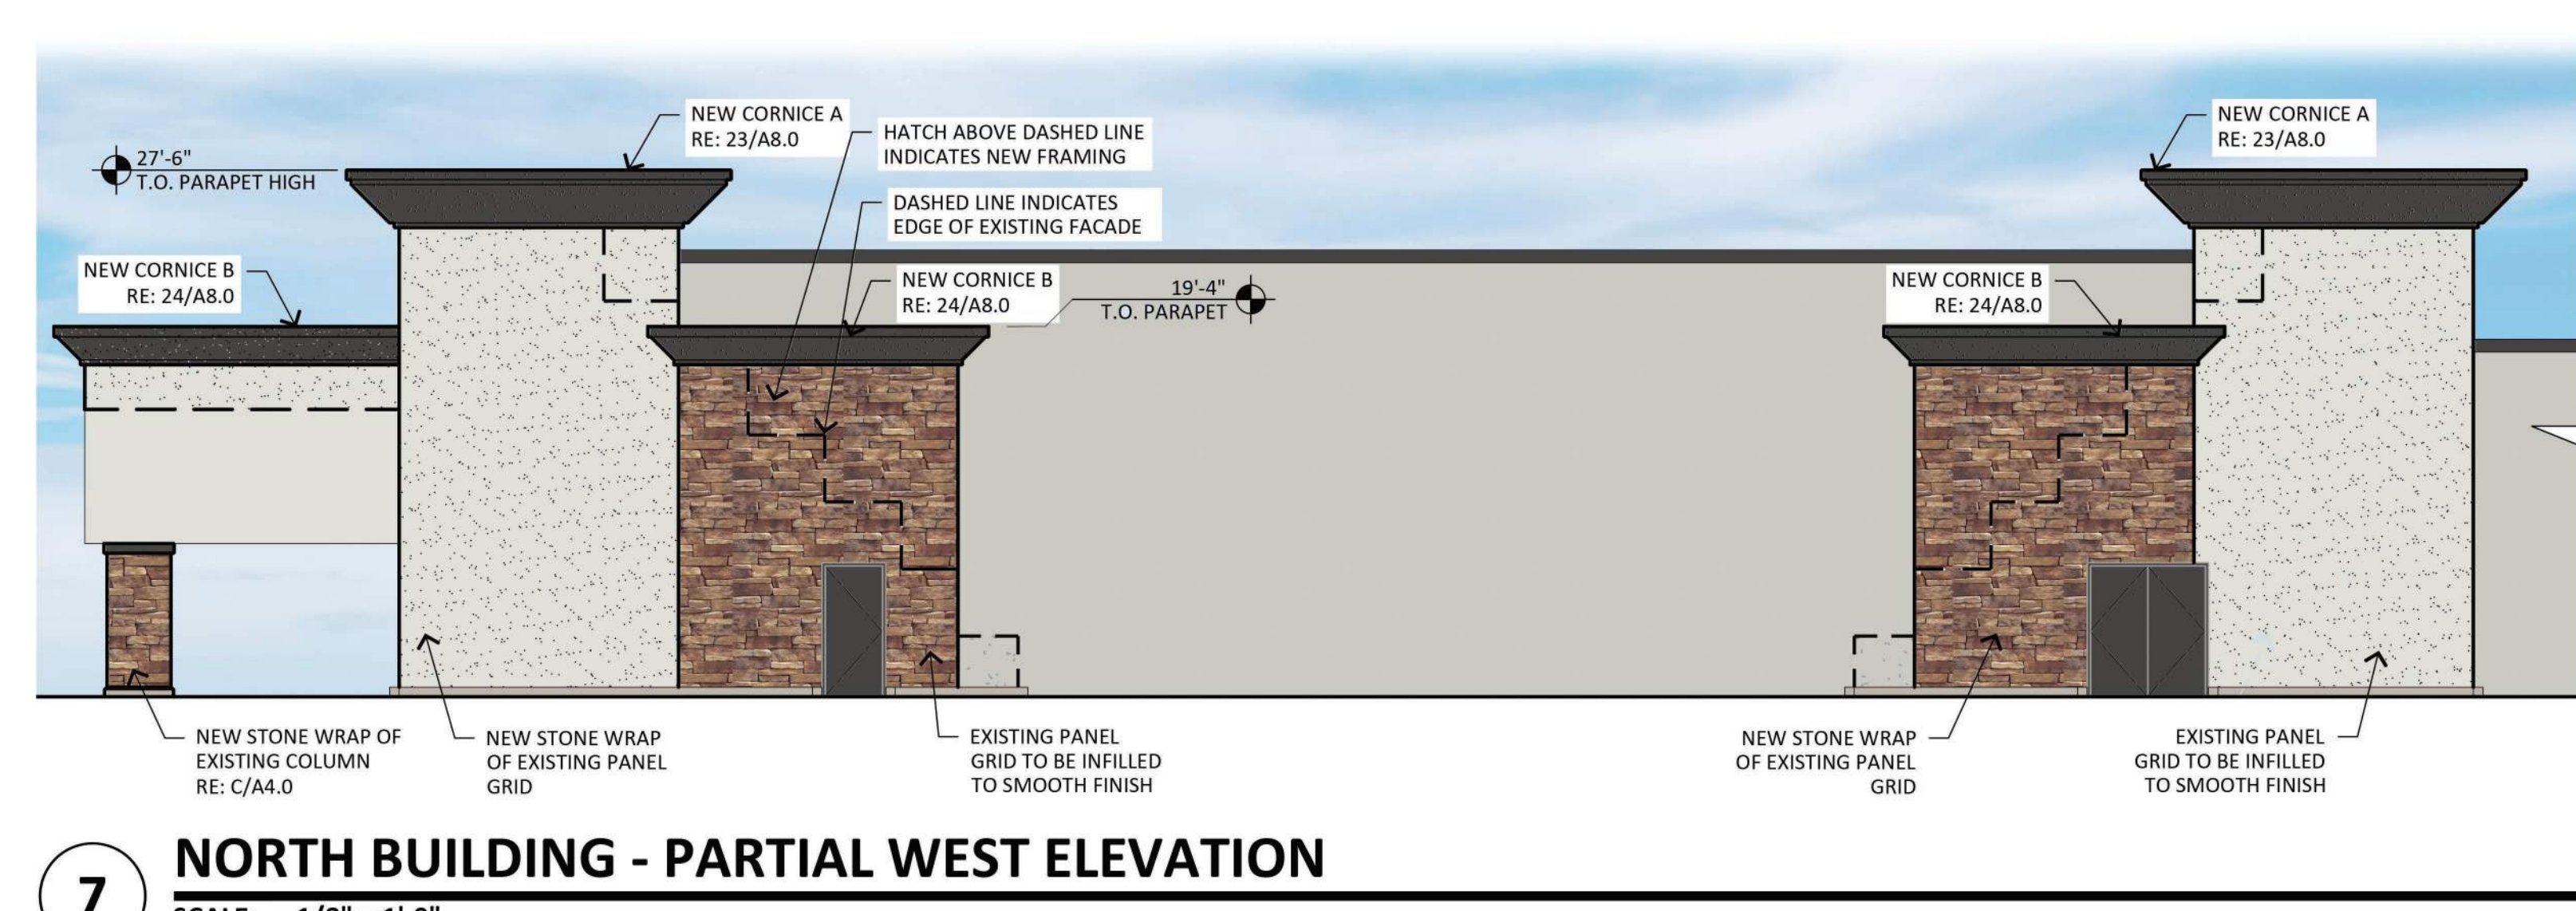 NEW CORNICE A
RE: 23/A8.0
HATCH ABOVE DASHED LINE
INDICATES NEW FRAMING
27'-6"
T.O. PARAPET HIGH
DASHED LINE INDICATES
EDGE OF EXISTING FACADE
NEW CORNICE B
RE: 24/A8.0
NEW CORNICE B
RE: 24/A8.0
19'-4"
T.O. PARAPET
NEW CORNICE A
RE: 23/A8.0
NEW CORNICE B
RE: 24/A8.0
NEW STONE WRAP OF
EXISTING COLUMN
RE: C/A4.0
NEW STONE WRAP
OF EXISTING PANEL
GRID
EXISTING PANEL
GRID TO BE INFILLED
TO SMOOTH FINISH
NEW STONE WRAP
OF EXISTING PANEL
GRID
EXISTING PANEL
GRID TO BE INFILLED
TO SMOOTH FINISH
7
NORTH BUILDING - PARTIAL WEST ELEVATION